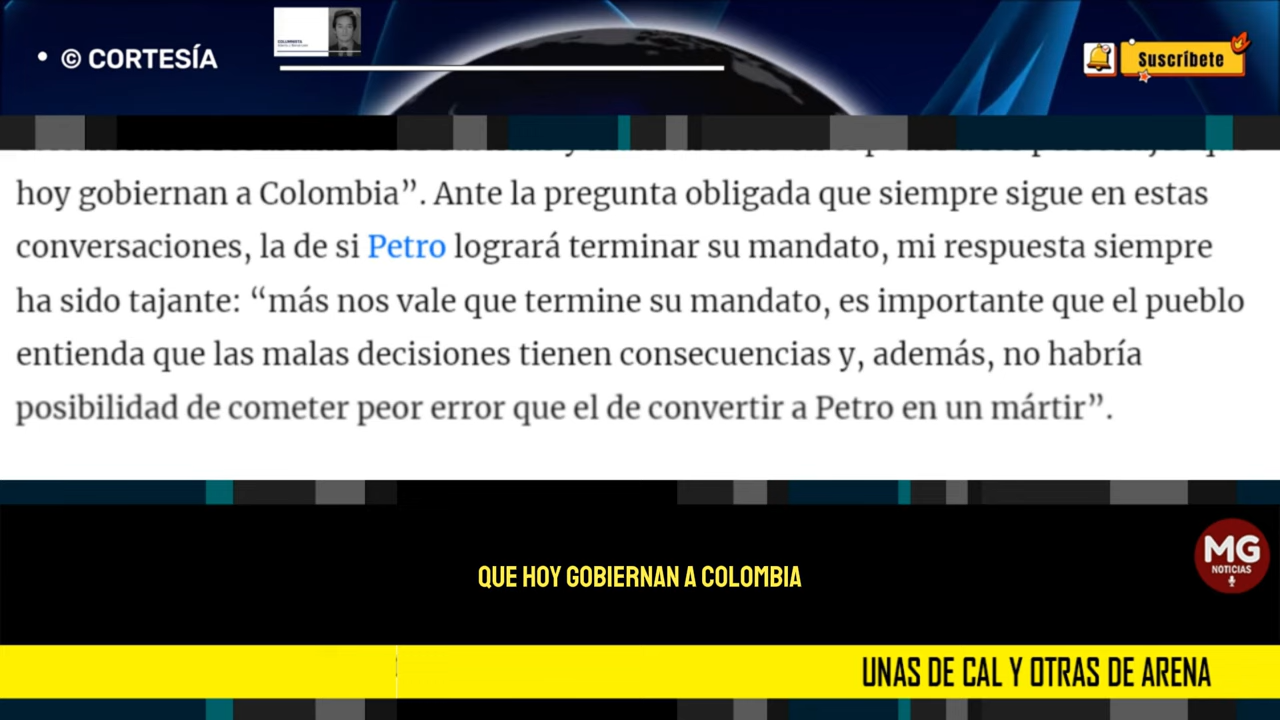 • © CORTESÍA
Suscríbete
hoy gobiernan a Colombia”. Ante la pregunta obligada que siempre sigue en estas
conversaciones, la de si Petro logrará terminar su mandato, mi respuesta siempre
ha sido tajante: “más nos vale que termine su mandato, es importante que el pueblo
entienda que las malas decisiones tienen consecuencias y, además, no habría
posibilidad de cometer peor error que el de convertir a Petro en un mártir”.
MG
NOTICIAS
QUE HOY GOBIERNAN A COLOMBIA
UNAS DE CAL Y OTRAS DE ARENA